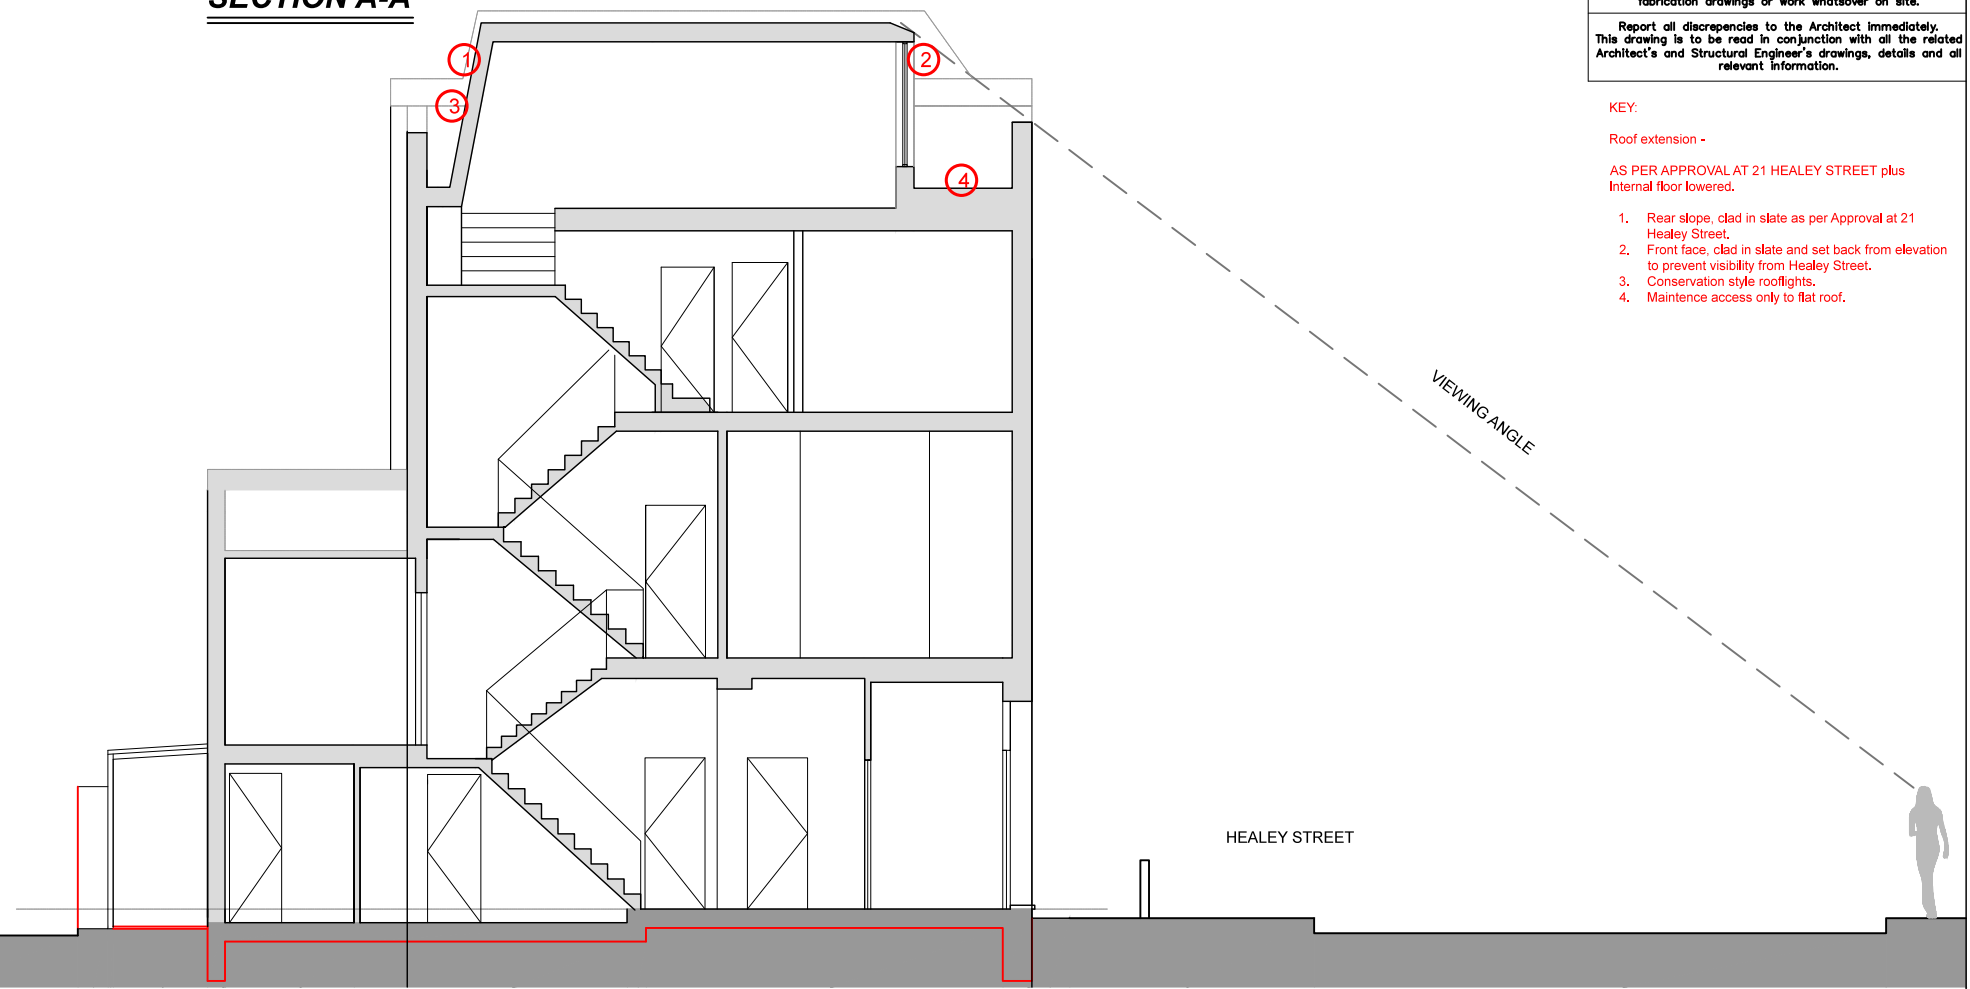 SECTION A-A
fabrication drawings or work whatsover on site.
Report all discrepencies to the Architect immediately.
This drawing is to be read in conjunction with all the related
Architect's and Structural Engineer's drawings, details and all
relevant information.
KEY:
Roof extension -
AS PER APPROVAL AT 21 HEALEY STREET plus
Internal floor lowered.
1. Rear slope, clad in slate as per Approval at 21
Healey Street.
2. Front face, clad in slate and set back from elevation
to prevent visibility from Healey Street.
3. Conservation style rooflights.
4. Maintence access only to flat roof.
1
2
3
4
VIEWING ANGLE
HEALEY STREET